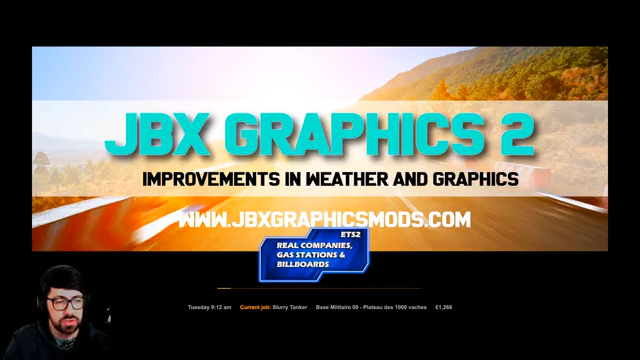 JBX GRAPHICS 2
IMPROVEMENTS IN WEATHER AND GRAPHICS
WWW.JBXGRAPHICSMODS.COM
ETS2
REAL COMPANIES,
GAS STATIONS &
BILLBOARDS
Tuesday 9:12 am Current job: Slurry Tanker Base Militaire 09 - Plateau des 1000 vaches £1,268